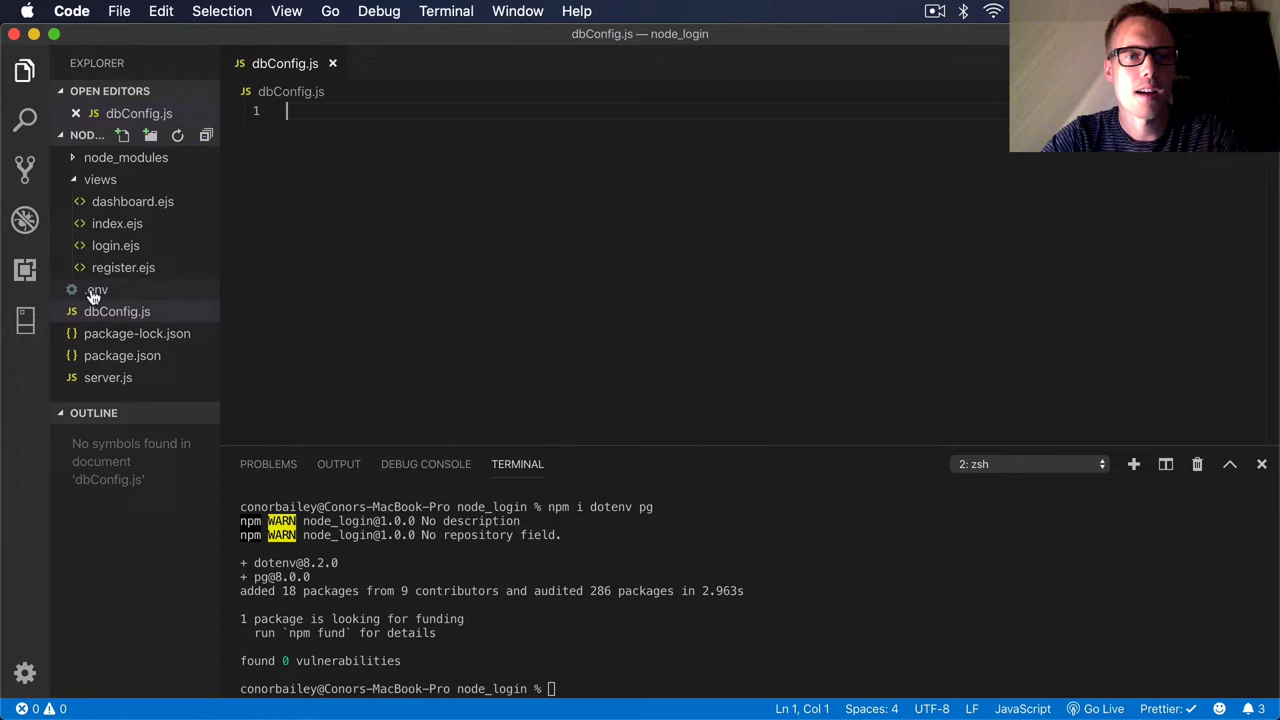 Code File Edit Selection View Go Debug Terminal Window Help
dbConfig.js — node_login
EXPLORER
OPEN EDITORS
JS dbConfig.js
NOD...
node_modules
views
dashboard.ejs
index.ejs
login.ejs
register.ejs
.env
JS dbConfig.js
{} package-lock.json
{} package.json
JS server.js
OUTLINE
No symbols found in
document
'dbConfig.js'
JS dbConfig.js
JS dbConfig.js
1
PROBLEMS OUTPUT DEBUG CONSOLE TERMINAL 2: zsh
conorbailey@Conors-MacBook-Pro node_login % npm i dotenv pg
npm WARN node_login@1.0.0 No description
npm WARN node_login@1.0.0 No repository field.
+ dotenv@8.2.0
+ pg@8.0.0
added 18 packages from 9 contributors and audited 286 packages in 2.963s
1 package is looking for funding
run `npm fund` for details
found 0 vulnerabilities
conorbailey@Conors-MacBook-Pro node_login %
0 0 Ln 1, Col 1 Spaces: 4 UTF-8 LF JavaScript Go Live Prettier: 3